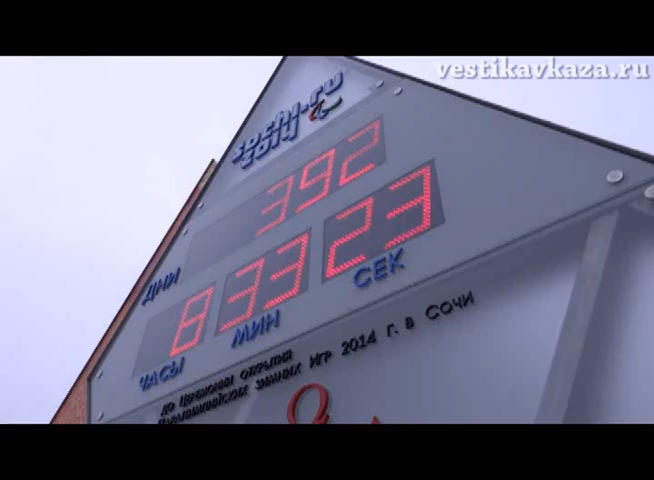 vestikavkaza.ru
sochi.ru
2014
392
ДНИ
8 33 23
ЧАСЫ МИН СЕК
ДО ЦЕРЕМОНИИ ОТКРЫТИЯ
ПАРАЛИМПИЙСКИХ ЗИМНИХ ИГР 2014 Г. В СОЧИ